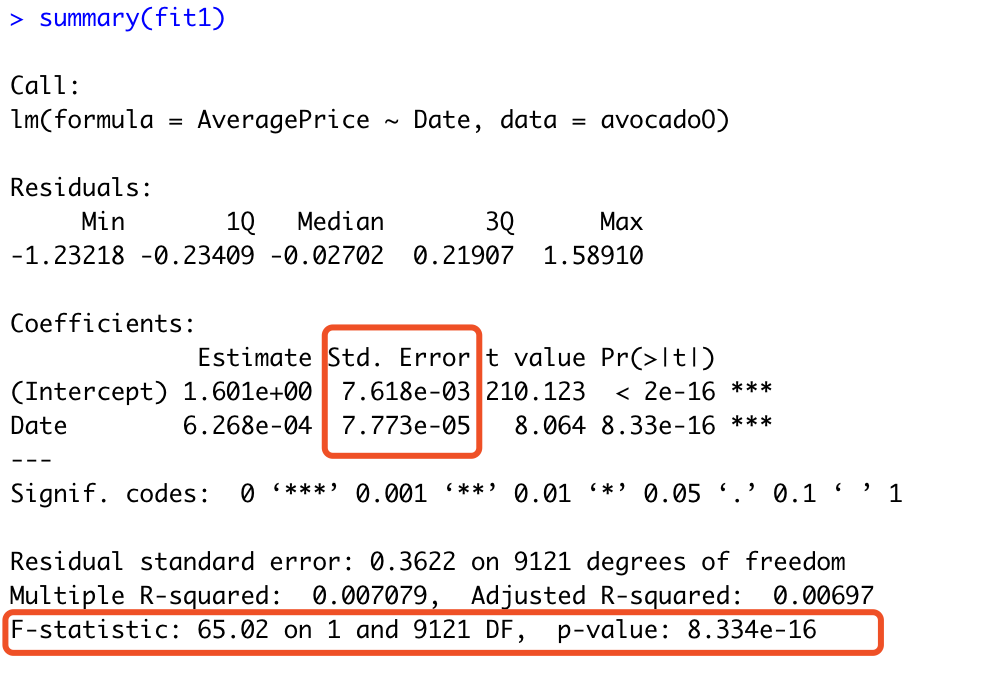 > summary(fit1)
Call:
lm(formula = AveragePrice ~ Date, data = avocadoO)
Residuals:
     Min       1Q   Median       3Q      Max
-1.23218 -0.23409 -0.02702  0.21907  1.58910
Coefficients:
             Estimate Std. Error t value Pr(>|t|)
(Intercept) 1.601e+00  7.618e-03 210.123  < 2e-16 ***
Date        6.268e-04  7.773e-05   8.064 8.33e-16 ***
---
Signif. codes:  0 ‘***’ 0.001 ‘**’ 0.01 ‘*’ 0.05 ‘.’ 0.1 ‘ ’ 1
Residual standard error: 0.3622 on 9121 degrees of freedom
Multiple R-squared:  0.007079,  Adjusted R-squared:  0.00697
F-statistic: 65.02 on 1 and 9121 DF,  p-value: 8.334e-16